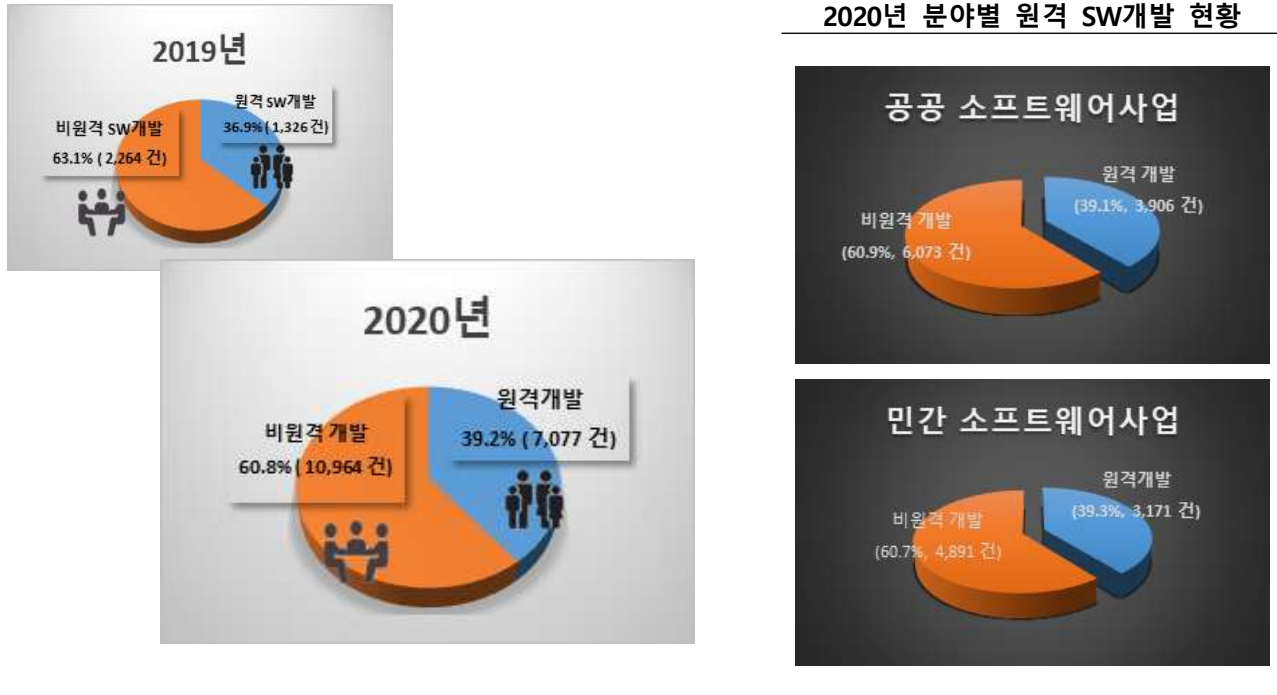 2019년
원격 SW개발
36.9%( 1,326 건)
비원격 SW개발
63.1% ( 2,264 건)
2020년
원격개발
39.2% ( 7,077 건)
비원격 개발
60.8%( 10,964 건)
2020년 분야별 원격 SW개발 현황
공공 소프트웨어사업
원격 개발
(39.1%, 3,906 건)
비원격 개발
(60.9%, 6,073 건)
민간 소프트웨어사업
원격개발
(39.3%, 3,171 건)
비원격 개발
(60.7%, 4,891 건)